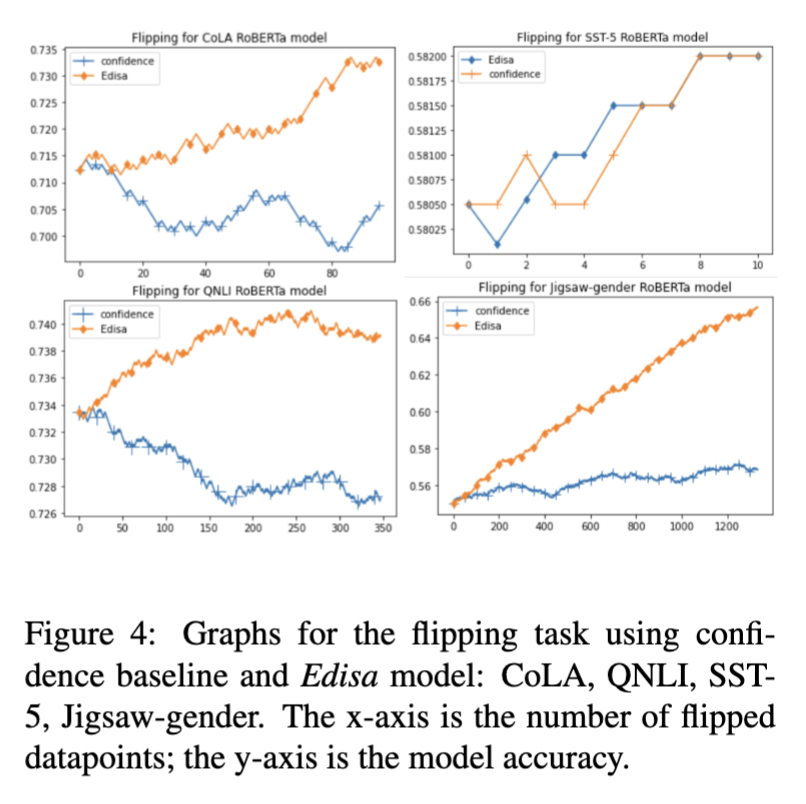 Flipping for CoLA RoBERTa model
0.735
0.730
0.725
0.720
0.715
0.710
0.705
0.700
confidence
Edisa
0 20 40 60 80
Flipping for SST-5 RoBERTa model
0.58200
0.58175
0.58150
0.58125
0.58100
0.58075
0.58050
0.58025
Edisa
confidence
0 2 4 6 8 10
Flipping for QNLI RoBERTa model
0.740
0.738
0.736
0.734
0.732
0.730
0.728
0.726
confidence
Edisa
0 50 100 150 200 250 300 350
Flipping for Jigsaw-gender RoBERTa model
0.66
0.64
0.62
0.60
0.58
0.56
confidence
Edisa
0 200 400 600 800 1000 1200
Figure 4: Graphs for the flipping task using confi-
dence baseline and Edisa model: CoLA, QNLI, SST-
5, Jigsaw-gender. The x-axis is the number of flipped
datapoints; the y-axis is the model accuracy.